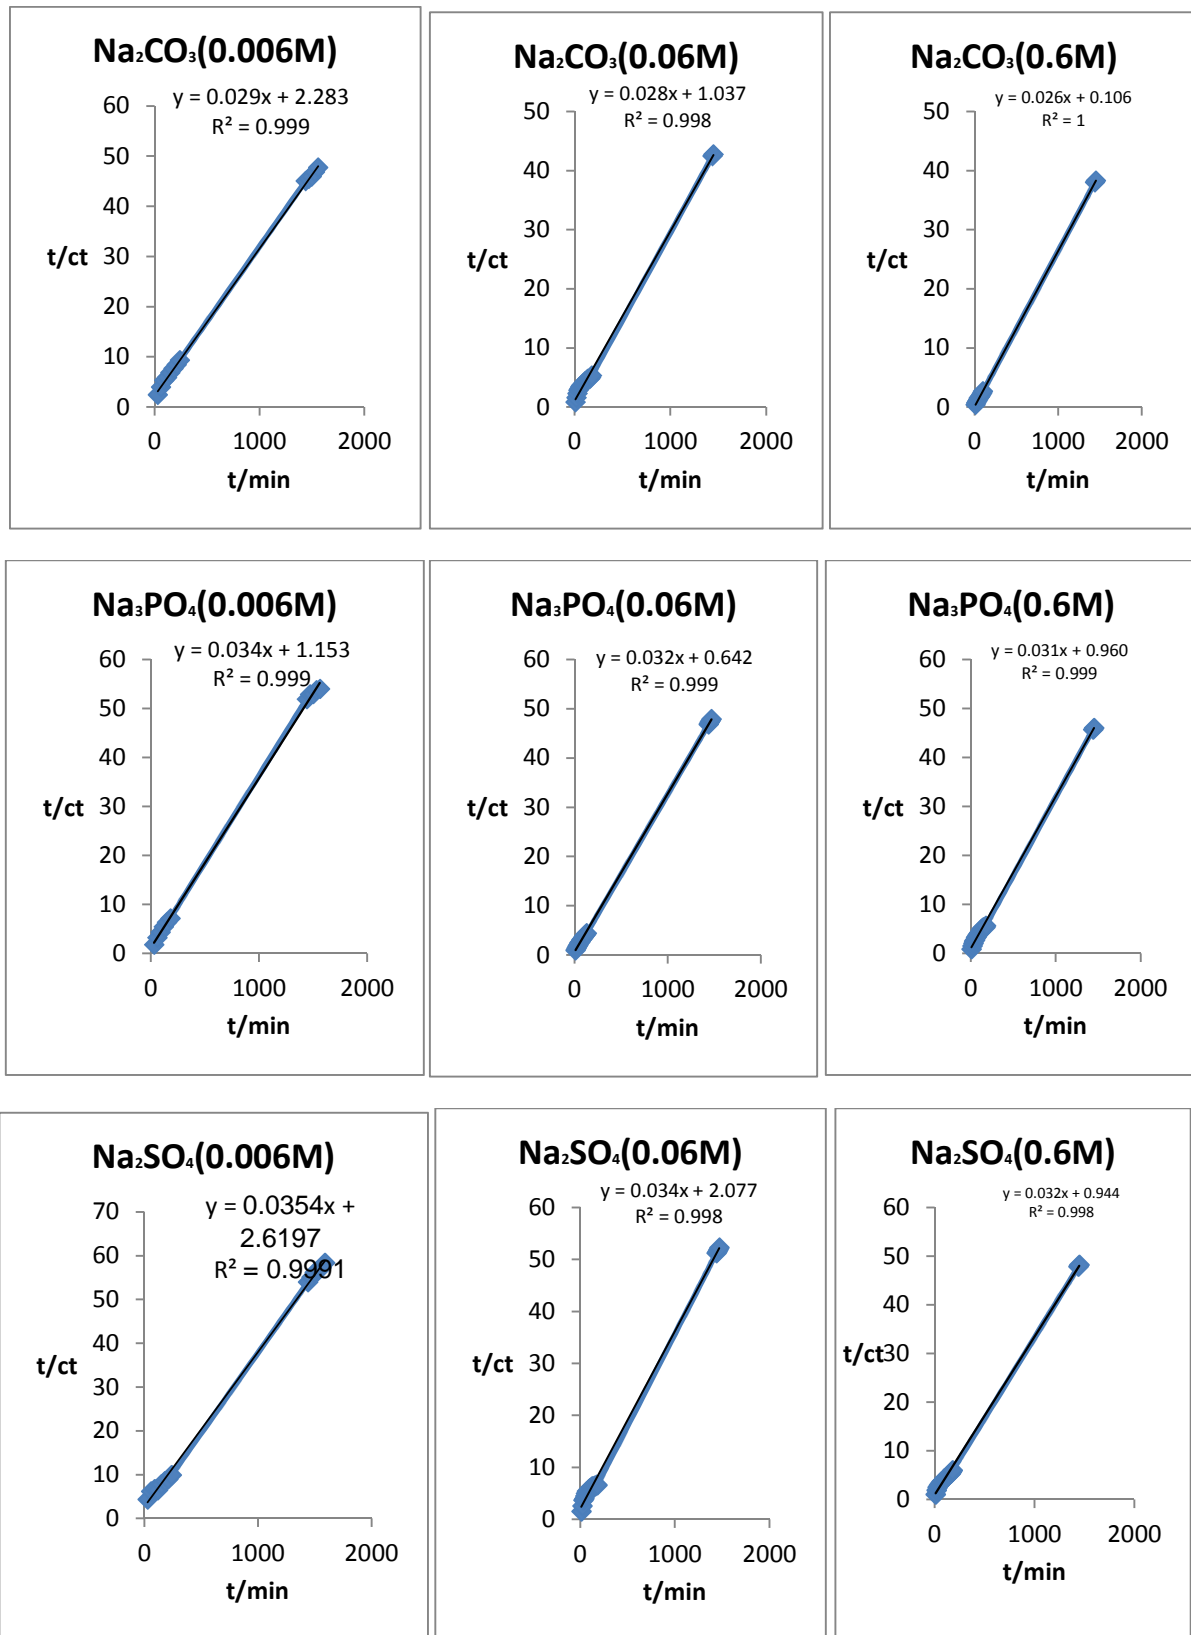 Na₂CO₃(0.006M)
y = 0.029x + 2.283
R² = 0.999
60
50
40
30
20
10
0
t/ct
0 1000 2000
t/min
Na₂CO₃(0.06M)
y = 0.028x + 1.037
R² = 0.998
50
40
30
20
10
0
t/ct
0 1000 2000
t/min
Na₂CO₃(0.6M)
y = 0.026x + 0.106
R² = 1
50
40
30
20
10
0
t/ct
0 1000 2000
t/min
Na₃PO₄(0.006M)
y = 0.034x + 1.153
R² = 0.999
60
50
40
30
20
10
0
t/ct
0 1000 2000
t/min
Na₃PO₄(0.06M)
y = 0.032x + 0.642
R² = 0.999
60
50
40
30
20
10
0
t/ct
0 1000 2000
t/min
Na₃PO₄(0.6M)
y = 0.031x + 0.960
R² = 0.999
60
50
40
30
20
10
0
t/ct
0 1000 2000
t/min
Na₂SO₄(0.006M)
y = 0.0354x +
2.6197
R² = 0.9991
70
60
50
40
30
20
10
0
t/ct
0 1000 2000
t/min
Na₂SO₄(0.06M)
y = 0.034x + 2.077
R² = 0.998
60
50
40
30
20
10
0
t/ct
0 1000 2000
t/min
Na₂SO₄(0.6M)
y = 0.032x + 0.944
R² = 0.998
60
50
40
30
20
10
0
t/ct
0 1000 2000
t/min